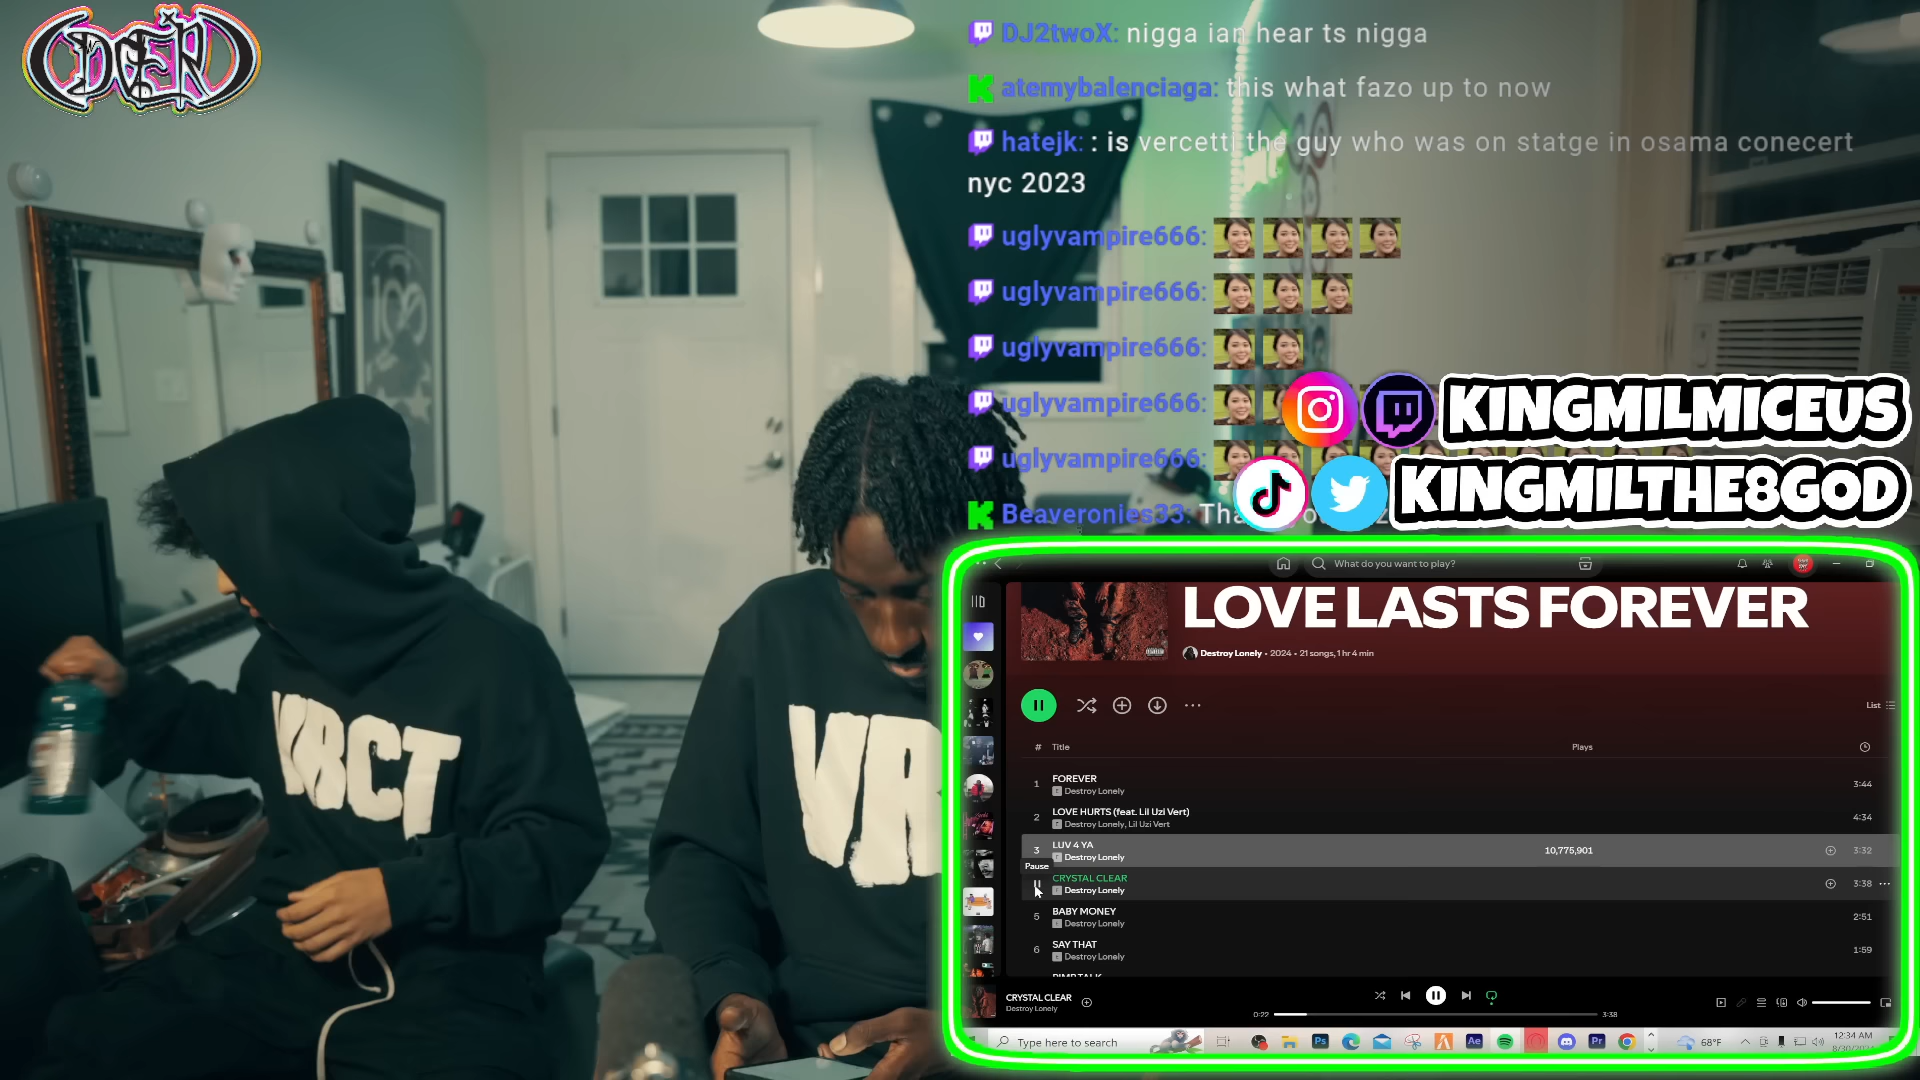 DJ2twoX: nigga ian hear ts nigga
atemybalenciaga: this what fazo up to now
hatejk: : is vercetti the guy who was on statge in osama conecert
nyc 2023
uglyvampire666:
uglyvampire666:
uglyvampire666:
uglyvampire666:
uglyvampire666:
Beaveronies33:
KINGMILMICEUS
KINGMILTHE8GOD
VRCT
What do you want to play?
LOVE LASTS FOREVER
Destroy Lonely • 2024 • 21 songs, 1 hr 4 min
List
# Title Plays
1 FOREVER 3:44
Destroy Lonely
2 LOVE HURTS (feat. Lil Uzi Vert) 4:34
Destroy Lonely, Lil Uzi Vert
3 LUV 4 YA 10,775,901 3:32
Destroy Lonely
Pause
CRYSTAL CLEAR 3:38
Destroy Lonely
5 BABY MONEY 2:51
Destroy Lonely
6 SAY THAT 1:59
Destroy Lonely
CRYSTAL CLEAR
Destroy Lonely
0:22 3:38
Type here to search
Ps
Ae
Pr
68°F
12:34 AM